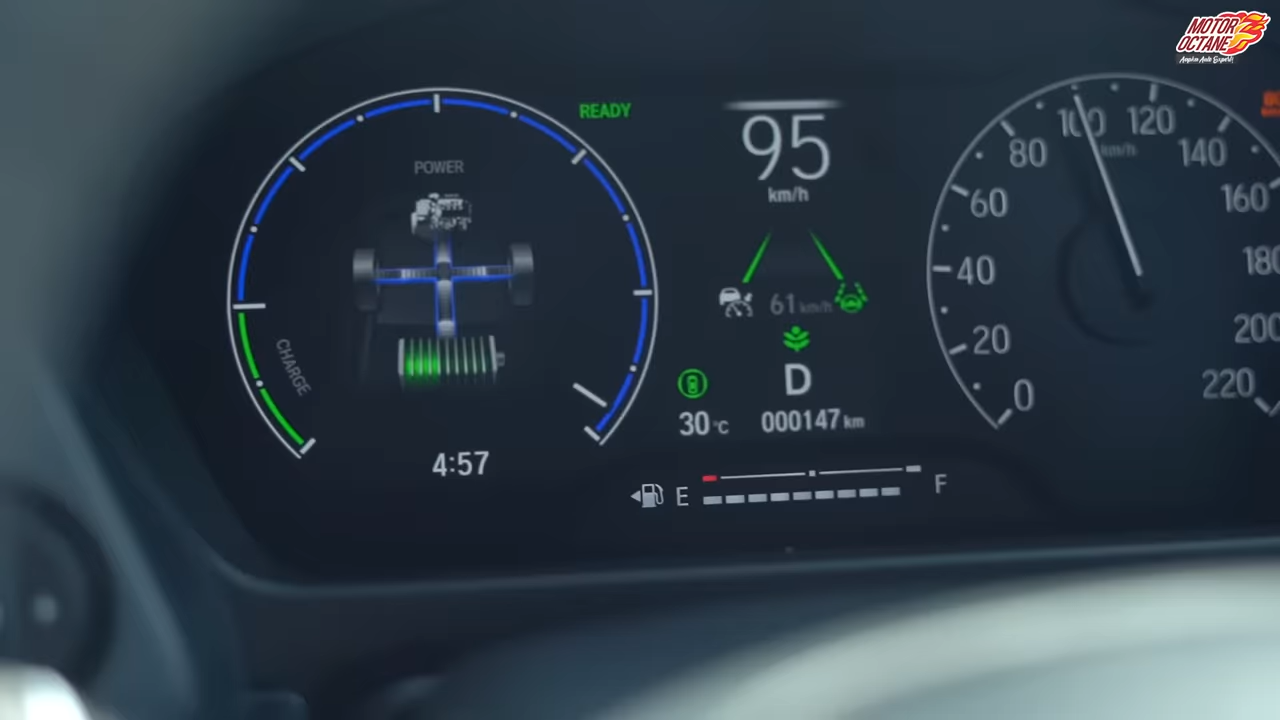 MOTOR
OCTANE
READY
POWER
CHARGE
4:57
95
km/h
61 km/h
D
30 °C
000147 km
E
F
0
20
40
60
80
100
120
140
160
180
200
220
km/h